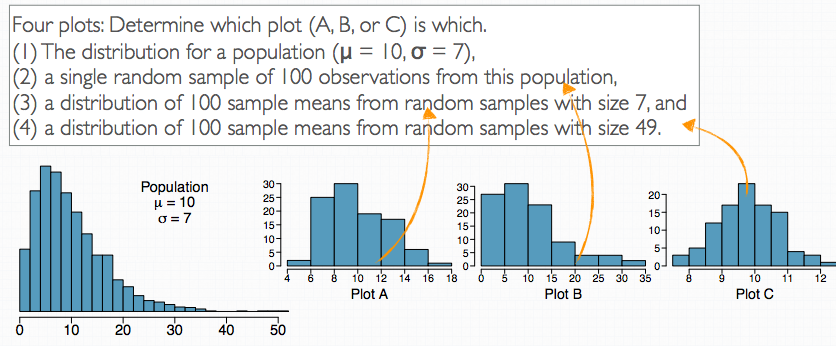 Four plots: Determine which plot (A, B, or C) is which.
(1) The distribution for a population (μ = 10, σ = 7),
(2) a single random sample of 100 observations from this population,
(3) a distribution of 100 sample means from random samples with size 7, and
(4) a distribution of 100 sample means from random samples with size 49.
Population
μ = 10
σ = 7
0 10 20 30 40 50
30
25
20
15
10
5
0
4 6 8 10 12 14 16 18
Plot A
30
25
20
15
10
5
0
0 5 10 15 20 25 30 35
Plot B
20
15
10
5
0
8 9 10 11 12
Plot C